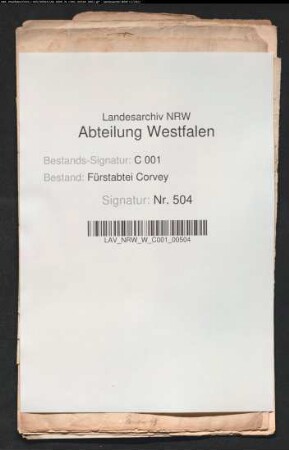 Landesarchiv NRW
Abteilung Westfalen
Bestands-Signatur: C 001
Bestand: Fürstabtei Corvey
Signatur: Nr. 504
LAV_NRW_W_C001_00504